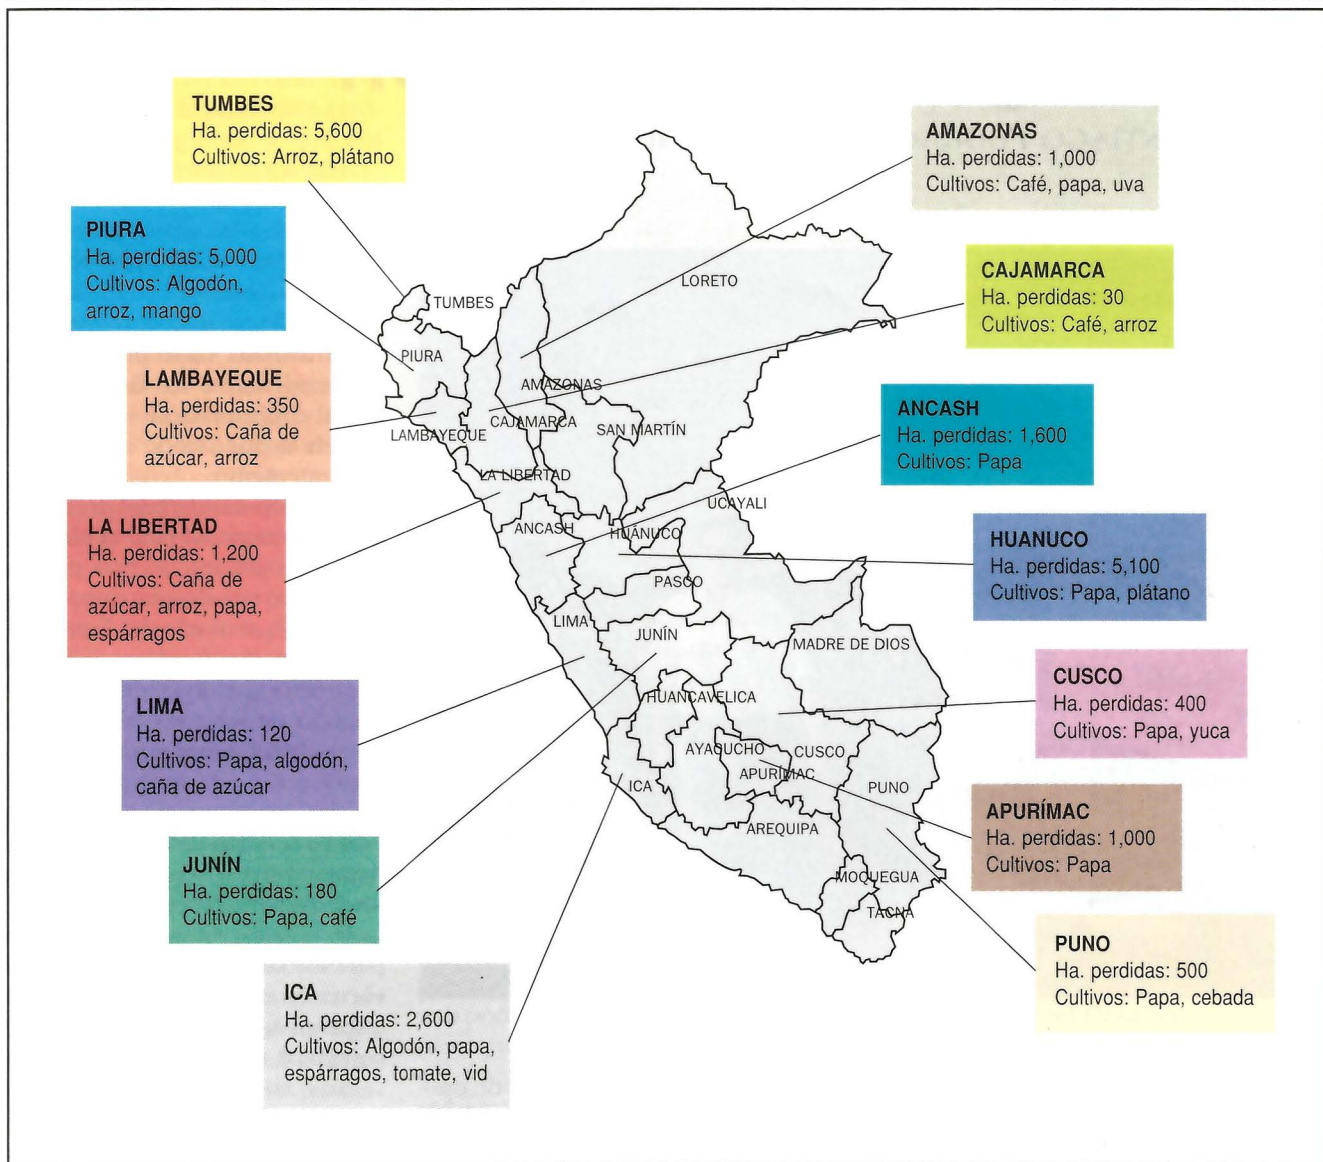 TUMBES
Ha. perdidas: 5,600
Cultivos: Arroz, plátano
PIURA
Ha. perdidas: 5,000
Cultivos: Algodón,
arroz, mango
LAMBAYEQUE
Ha. perdidas: 350
Cultivos: Caña de
azúcar, arroz
LA LIBERTAD
Ha. perdidas: 1,200
Cultivos: Caña de
azúcar, arroz, papa,
espárragos
LIMA
Ha. perdidas: 120
Cultivos: Papa, algodón,
caña de azúcar
JUNÍN
Ha. perdidas: 180
Cultivos: Papa, café
ICA
Ha. perdidas: 2,600
Cultivos: Algodón, papa,
espárragos, tomate, vid
TUMBES
PIURA
LAMBAYEQUE
LORETO
AMAZONAS
CAJAMARCA
SAN MARTÍN
LA LIBERTAD
UCAYALI
ANCASH
HUÁNUCO
PASCO
LIMA
JUNÍN
MADRE DE DIOS
HUANCAVELICA
AYACUCHO
CUSCO
APURÍMAC
ICA
PUNO
AREQUIPA
MOQUEGUA
TACNA
AMAZONAS
Ha. perdidas: 1,000
Cultivos: Café, papa, uva
CAJAMARCA
Ha. perdidas: 30
Cultivos: Café, arroz
ANCASH
Ha. perdidas: 1,600
Cultivos: Papa
HUANUCO
Ha. perdidas: 5,100
Cultivos: Papa, plátano
CUSCO
Ha. perdidas: 400
Cultivos: Papa, yuca
APURÍMAC
Ha. perdidas: 1,000
Cultivos: Papa
PUNO
Ha. perdidas: 500
Cultivos: Papa, cebada